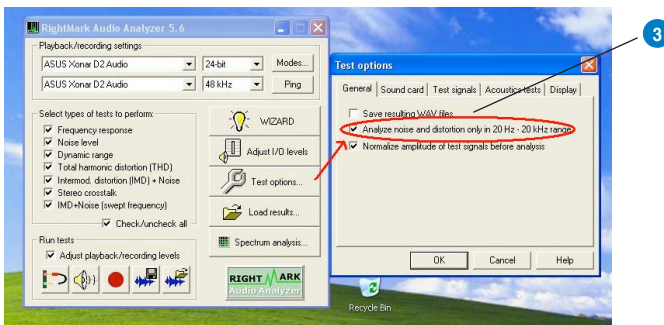 RightMark Audio Analyzer 5.6
Playback/recording settings
ASUS Xonar D2 Audio
24-bit
Modes...
ASUS Xonar D2 Audio
48 kHz
Ping
Select types of tests to perform:
Frequency response
Noise level
Dynamic range
Total harmonic distortion (THD)
Intermod. distortion (IMD) + Noise
Stereo crosstalk
IMD+Noise (swept frequency)
Check/uncheck all
Run tests
Adjust playback/recording levels
WIZARD
Adjust I/O levels
Test options...
Load results...
Spectrum analysis...
RIGHT MARK
Audio Analyzer
Test options
General
Sound card
Test signals
Acoustics tests
Display
Save resulting WAV files
Analyze noise and distortion only in 20 Hz - 20 kHz range
Normalize amplitude of test signals before analysis
OK
Cancel
Help
Recycle Bin
3